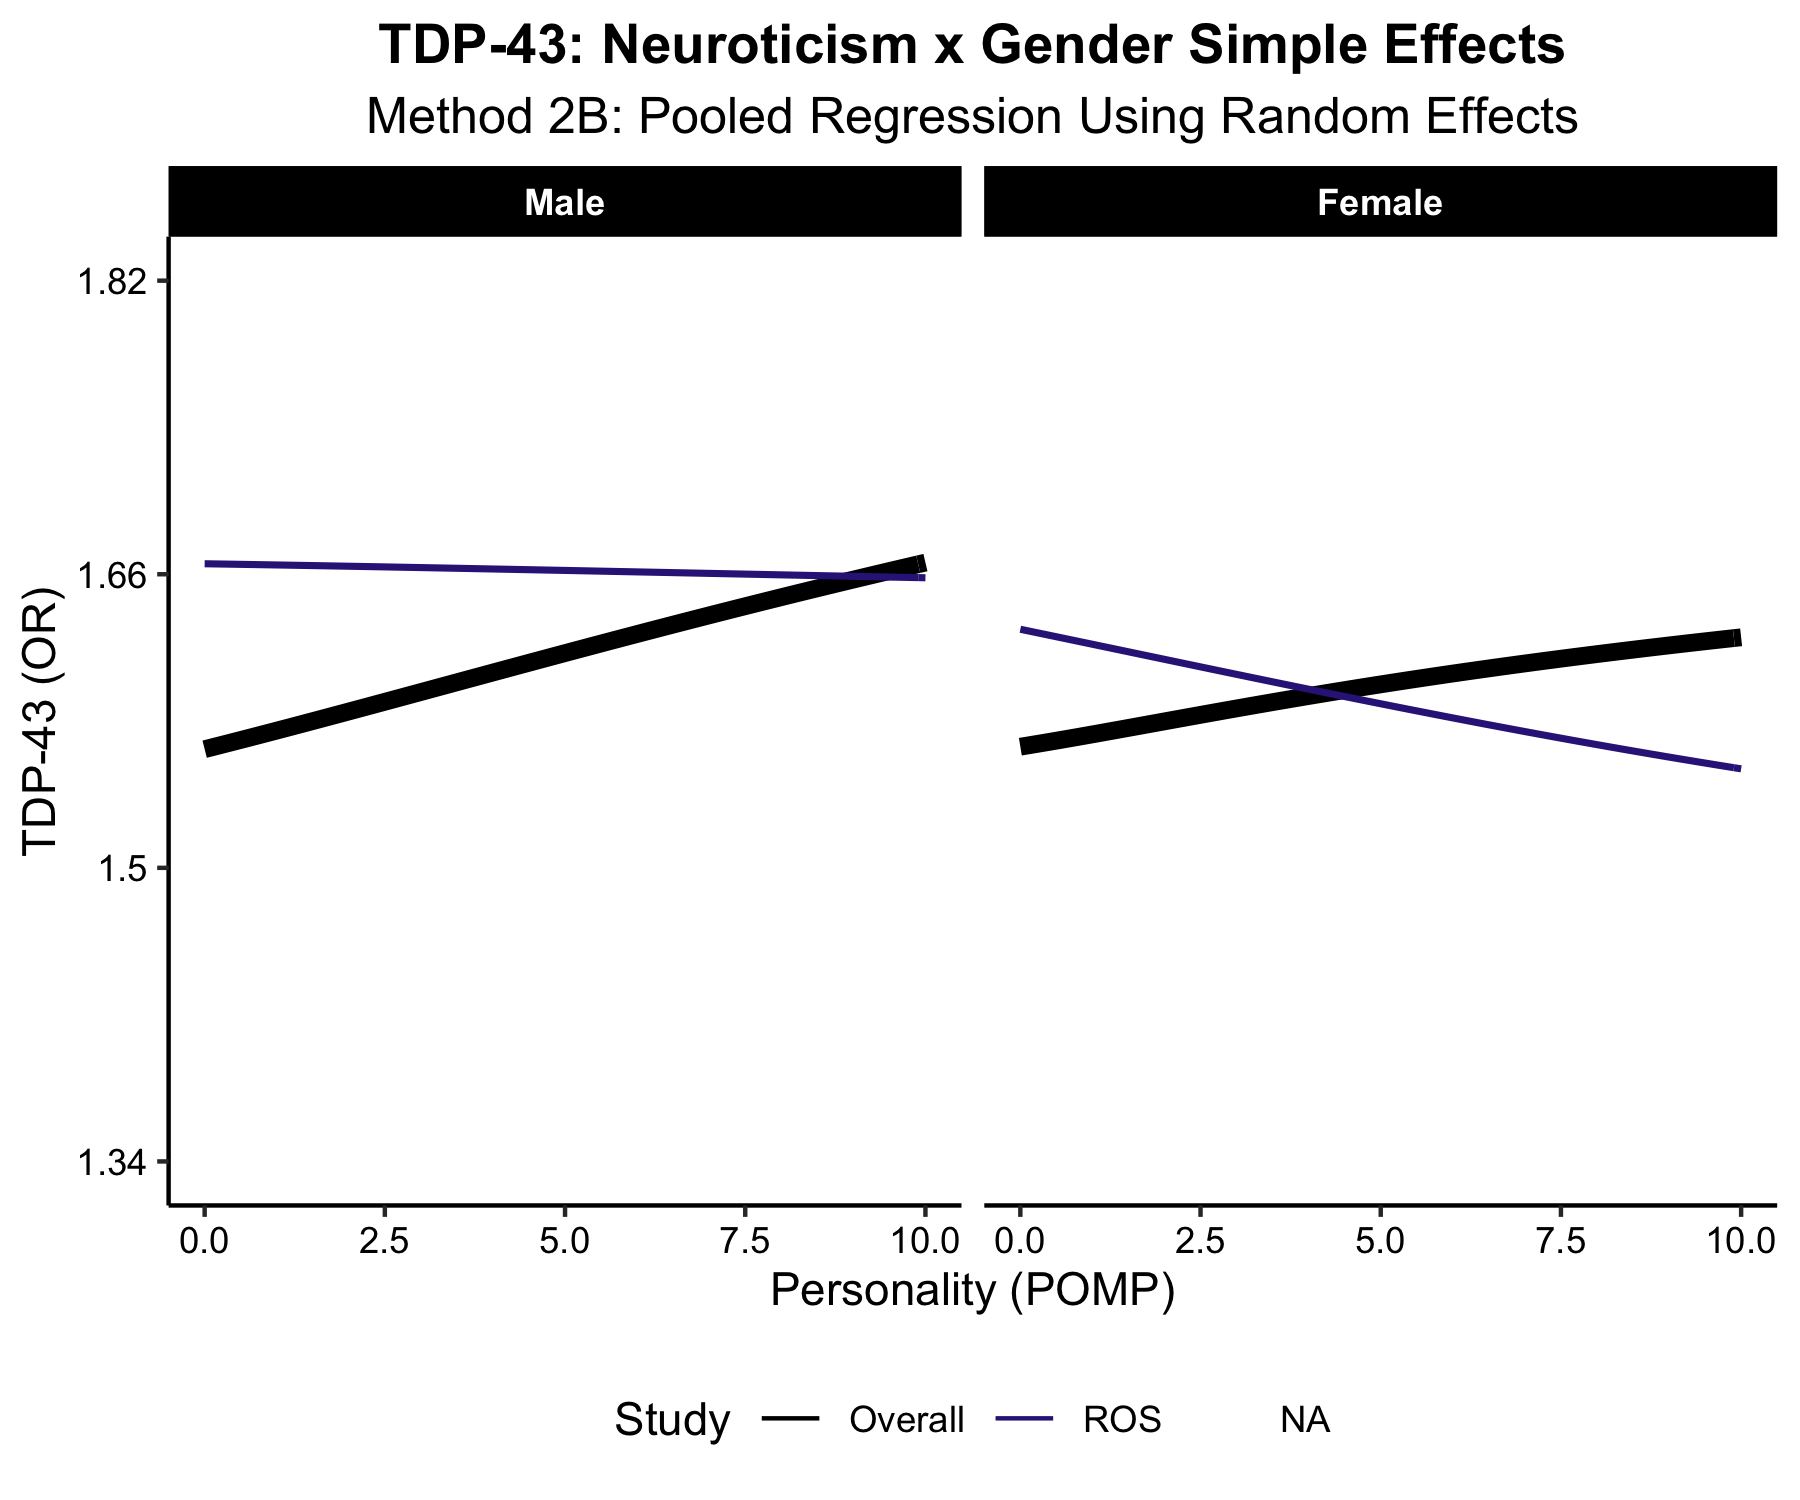 TDP-43: Neuroticism x Gender Simple Effects
Method 2B: Pooled Regression Using Random Effects
Male
Female
TDP-43 (OR)
1.82
1.66
1.5
1.34
0.0 2.5 5.0 7.5 10.0
0.0 2.5 5.0 7.5 10.0
Personality (POMP)
Study Overall ROS NA